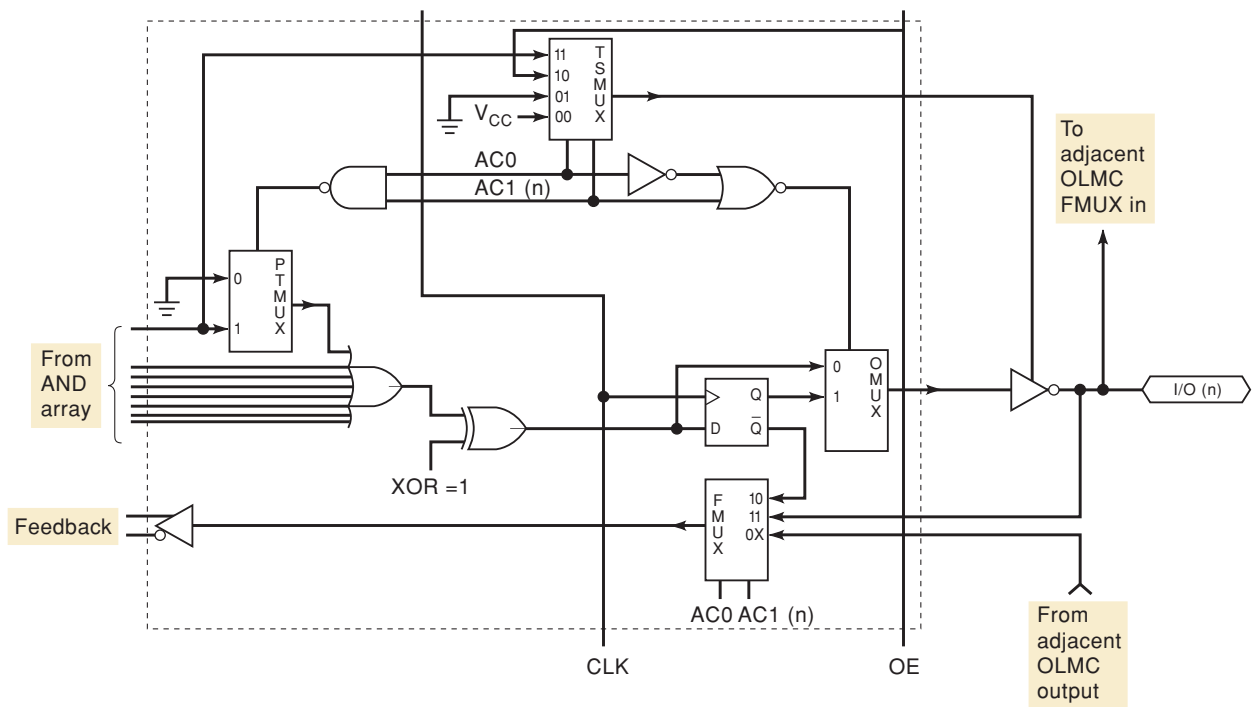 11
10
01
00
T
S
M
U
X
VCC
AC0
AC1 (n)
To
adjacent
OLMC
FMUX in
0
1
P
T
M
U
X
From
AND
array
XOR =1
D
Q
Q̅
0
1
O
M
U
X
I/O (n)
Feedback
F
M
U
X
10
11
0X
AC0 AC1 (n)
From
adjacent
OLMC
output
CLK
OE